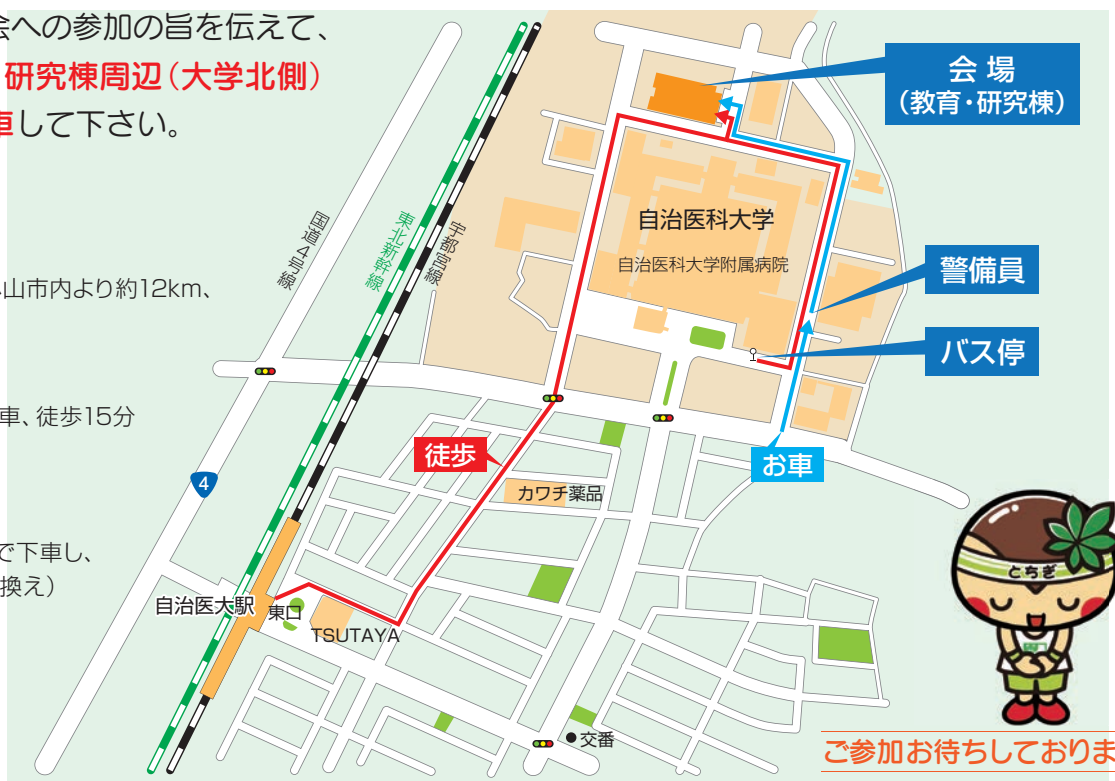 会への参加の旨を伝えて、
研究棟周辺（大学北側）
車して下さい。
山市内より約12km、
車、徒歩15分
で下車し、
換え）
会 場
（教育・研究棟）
自治医科大学
自治医科大学附属病院
警備員
バス停
お車
国道4号線
東北新幹線
宇都宮線
徒歩
カワチ薬品
4
自治医大駅
東口
TSUTAYA
交番
とちぎ
ご参加お待ちしておりま